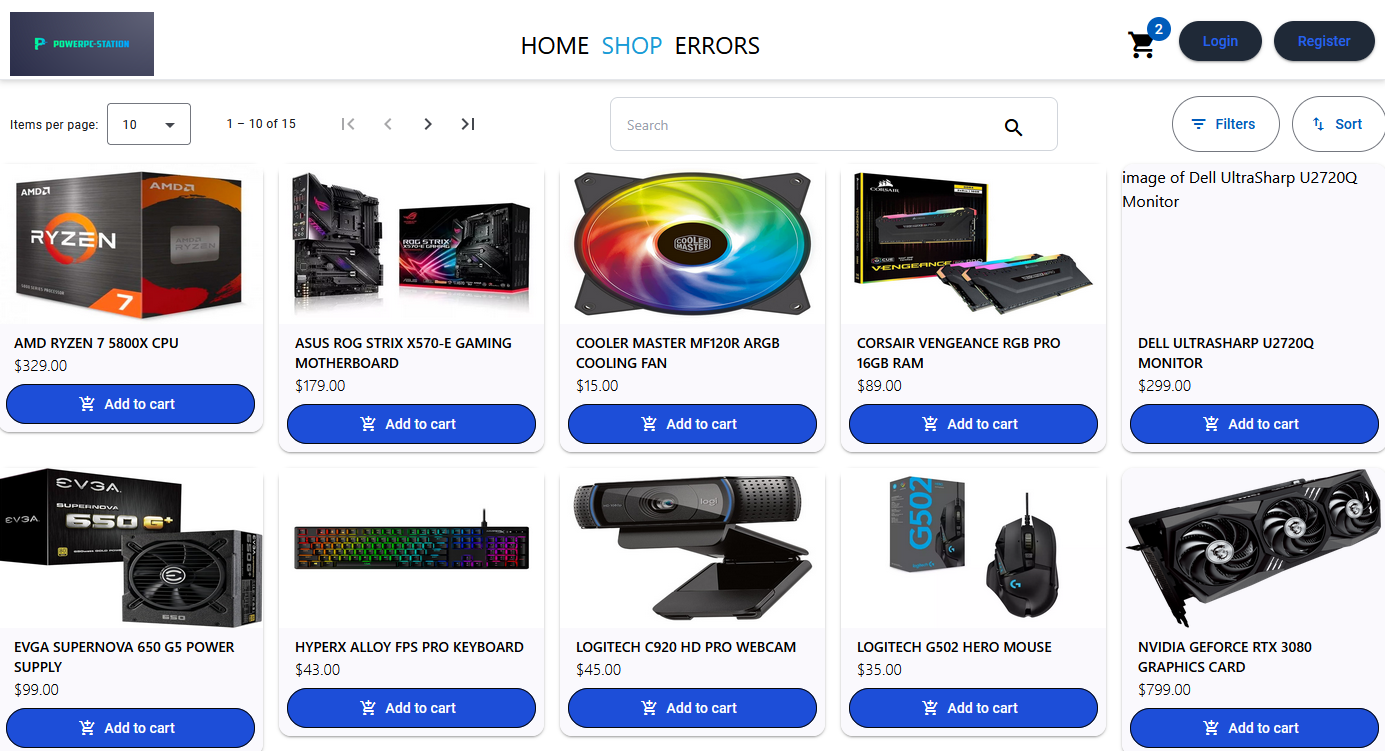 POWERPC-STATION
HOME SHOP ERRORS
2
Login
Register
Items per page: 10
1 – 10 of 15
Search
Filters
Sort
AMD
AMD
RYZEN
AMD
RYZEN
7
AMD RYZEN 7 5800X CPU
$329.00
Add to cart
ROG STRIX
X570-E GAMING
ASUS ROG STRIX X570-E GAMING
MOTHERBOARD
$179.00
Add to cart
COOLER
MASTER
COOLER MASTER MF120R ARGB
COOLING FAN
$15.00
Add to cart
CORSAIR
VENGEANCE RGB PRO
CORSAIR VENGEANCE RGB PRO
16GB RAM
$89.00
Add to cart
image of Dell UltraSharp U2720Q
Monitor
DELL ULTRASHARP U2720Q
MONITOR
$299.00
Add to cart
EVGA
SUPERNOVA
650 G+
EVGA
650
EVGA SUPERNOVA 650 G5 POWER
SUPPLY
$99.00
Add to cart
HYPERX ALLOY FPS PRO KEYBOARD
$43.00
Add to cart
logi
LOGITECH C920 HD PRO WEBCAM
$45.00
Add to cart
G502
LOGITECH G502 HERO MOUSE
$35.00
Add to cart
NVIDIA GEFORCE RTX 3080
GRAPHICS CARD
$799.00
Add to cart